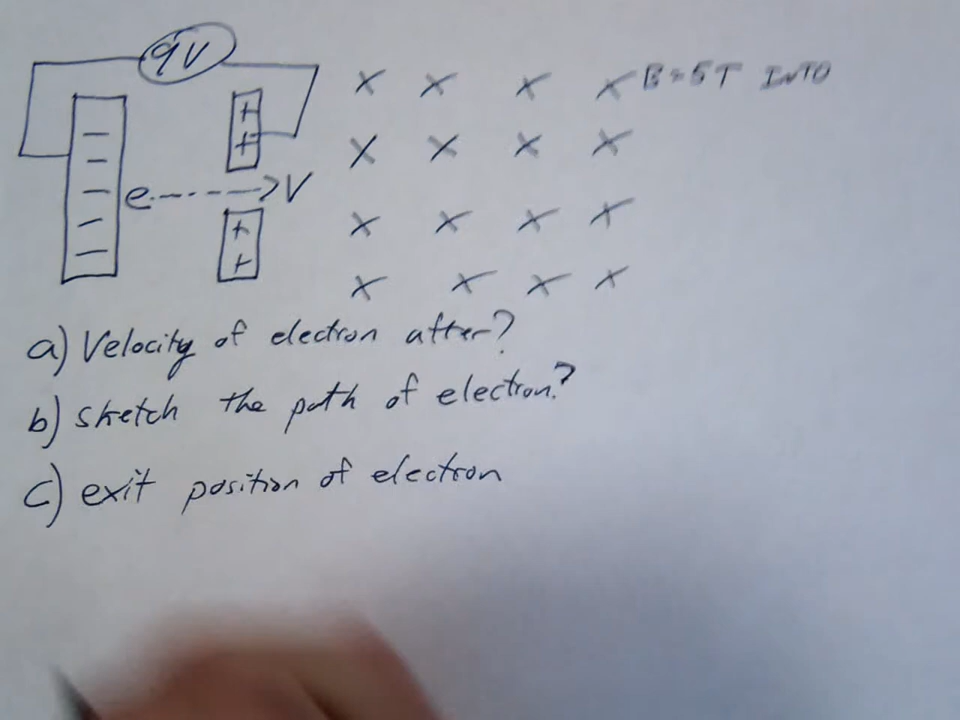 9V
+
+
X X X X B = 5T INTO
X X X X
e V
X X X X
+
+
X X X X
a) Velocity of electron after?
b) sketch the path of electron?
c) exit position of electron